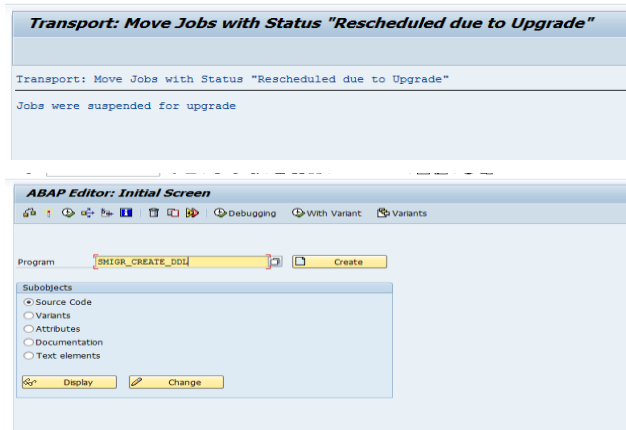 Transport: Move Jobs with Status "Rescheduled due to Upgrade"
Transport: Move Jobs with Status "Rescheduled due to Upgrade"
Jobs were suspended for upgrade
ABAP Editor: Initial Screen
Debugging With Variant Variants
Program SMIGR_CREATE_DDL Create
Subobjects
Source Code
Variants
Attributes
Documentation
Text elements
Display Change